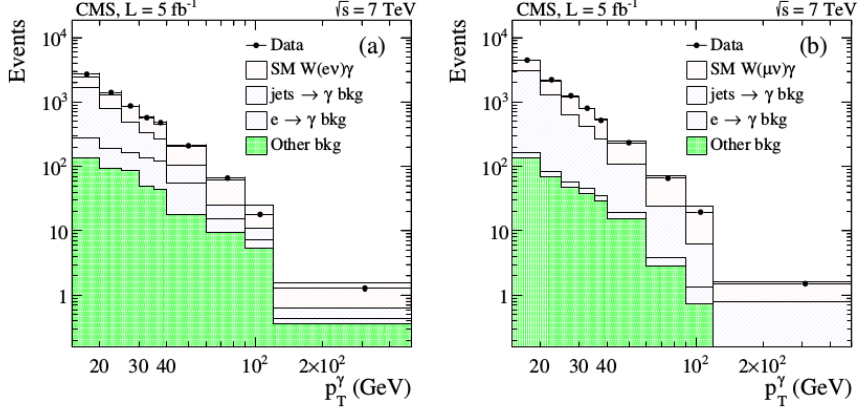 CMS, L = 5 fb⁻¹ √s = 7 TeV
Events
10⁴
10³
10²
10
1
(a)
Data
SM W(eν)γ
jets → γ bkg
e → γ bkg
Other bkg
20 30 40 10² 2×10²
p_T^γ (GeV)
CMS, L = 5 fb⁻¹ √s = 7 TeV
Events
10⁴
10³
10²
10
1
(b)
Data
SM W(μν)γ
jets → γ bkg
e → γ bkg
Other bkg
20 30 40 10² 2×10²
p_T^γ (GeV)